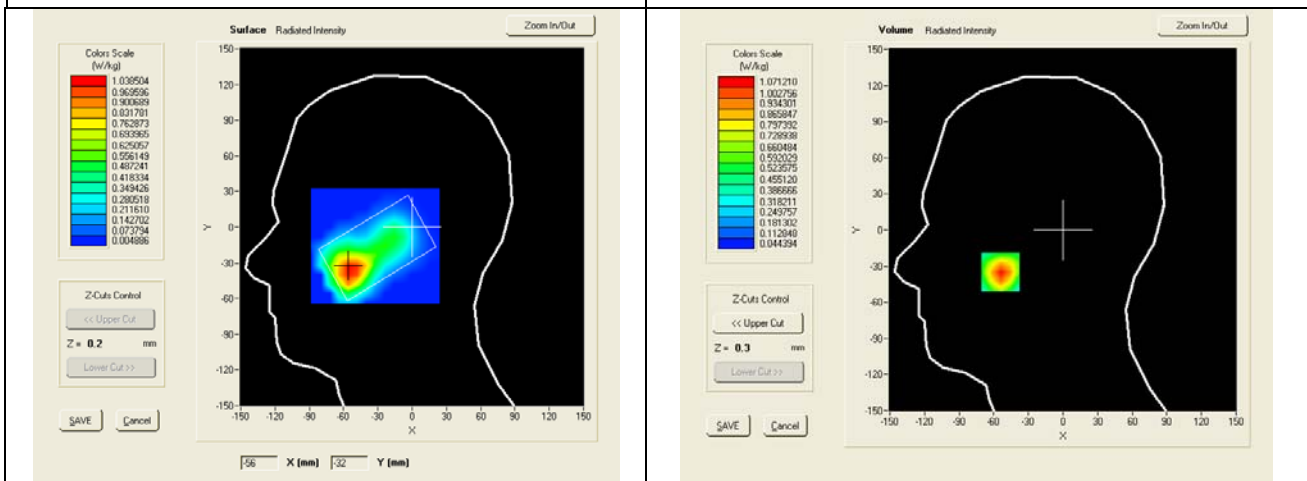 Surface Radiated Intensity
Zoom In/Out
Colors Scale
(W/kg)
1.038504
0.969596
0.900689
0.831781
0.762873
0.693965
0.625057
0.556149
0.487241
0.418334
0.349426
0.280518
0.211610
0.142702
0.073794
0.004886
Z-Cuts Control
<< Upper Cut
Z = 0.2 mm
Lower Cut >>
SAVE Cancel
150
120
90
60
30
0
-30
-60
-90
-120
-150
Y
-150 -120 -90 -60 -30 0 30 60 90 120 150
X
-56 X (mm) -32 Y (mm)
Volume Radiated Intensity
Zoom In/Out
Colors Scale
(W/kg)
1.071210
1.002756
0.934301
0.865847
0.797392
0.728938
0.660484
0.592029
0.523575
0.455120
0.386666
0.318211
0.249757
0.181302
0.112848
0.044394
Z-Cuts Control
<< Upper Cut
Z = 0.3 mm
Lower Cut >>
SAVE Cancel
150
120
90
60
30
0
-30
-60
-90
-120
-150
Y
-150 -120 -90 -60 -30 0 30 60 90 120 150
X